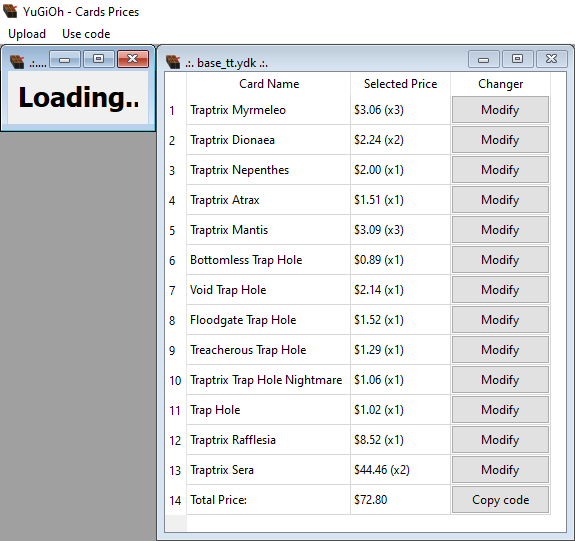 YuGiOh - Cards Prices
Upload Use code
.:....
Loading..
.:. base_tt.ydk .:.
Card Name Selected Price Changer
1 Traptrix Myrmeleo $3.06 (x3) Modify
2 Traptrix Dionaea $2.24 (x2) Modify
3 Traptrix Nepenthes $2.00 (x1) Modify
4 Traptrix Atrax $1.51 (x1) Modify
5 Traptrix Mantis $3.09 (x3) Modify
6 Bottomless Trap Hole $0.89 (x1) Modify
7 Void Trap Hole $2.14 (x1) Modify
8 Floodgate Trap Hole $1.52 (x1) Modify
9 Treacherous Trap Hole $1.29 (x1) Modify
10 Traptrix Trap Hole Nightmare $1.06 (x1) Modify
11 Trap Hole $1.02 (x1) Modify
12 Traptrix Rafflesia $8.52 (x1) Modify
13 Traptrix Sera $44.46 (x2) Modify
14 Total Price: $72.80 Copy code